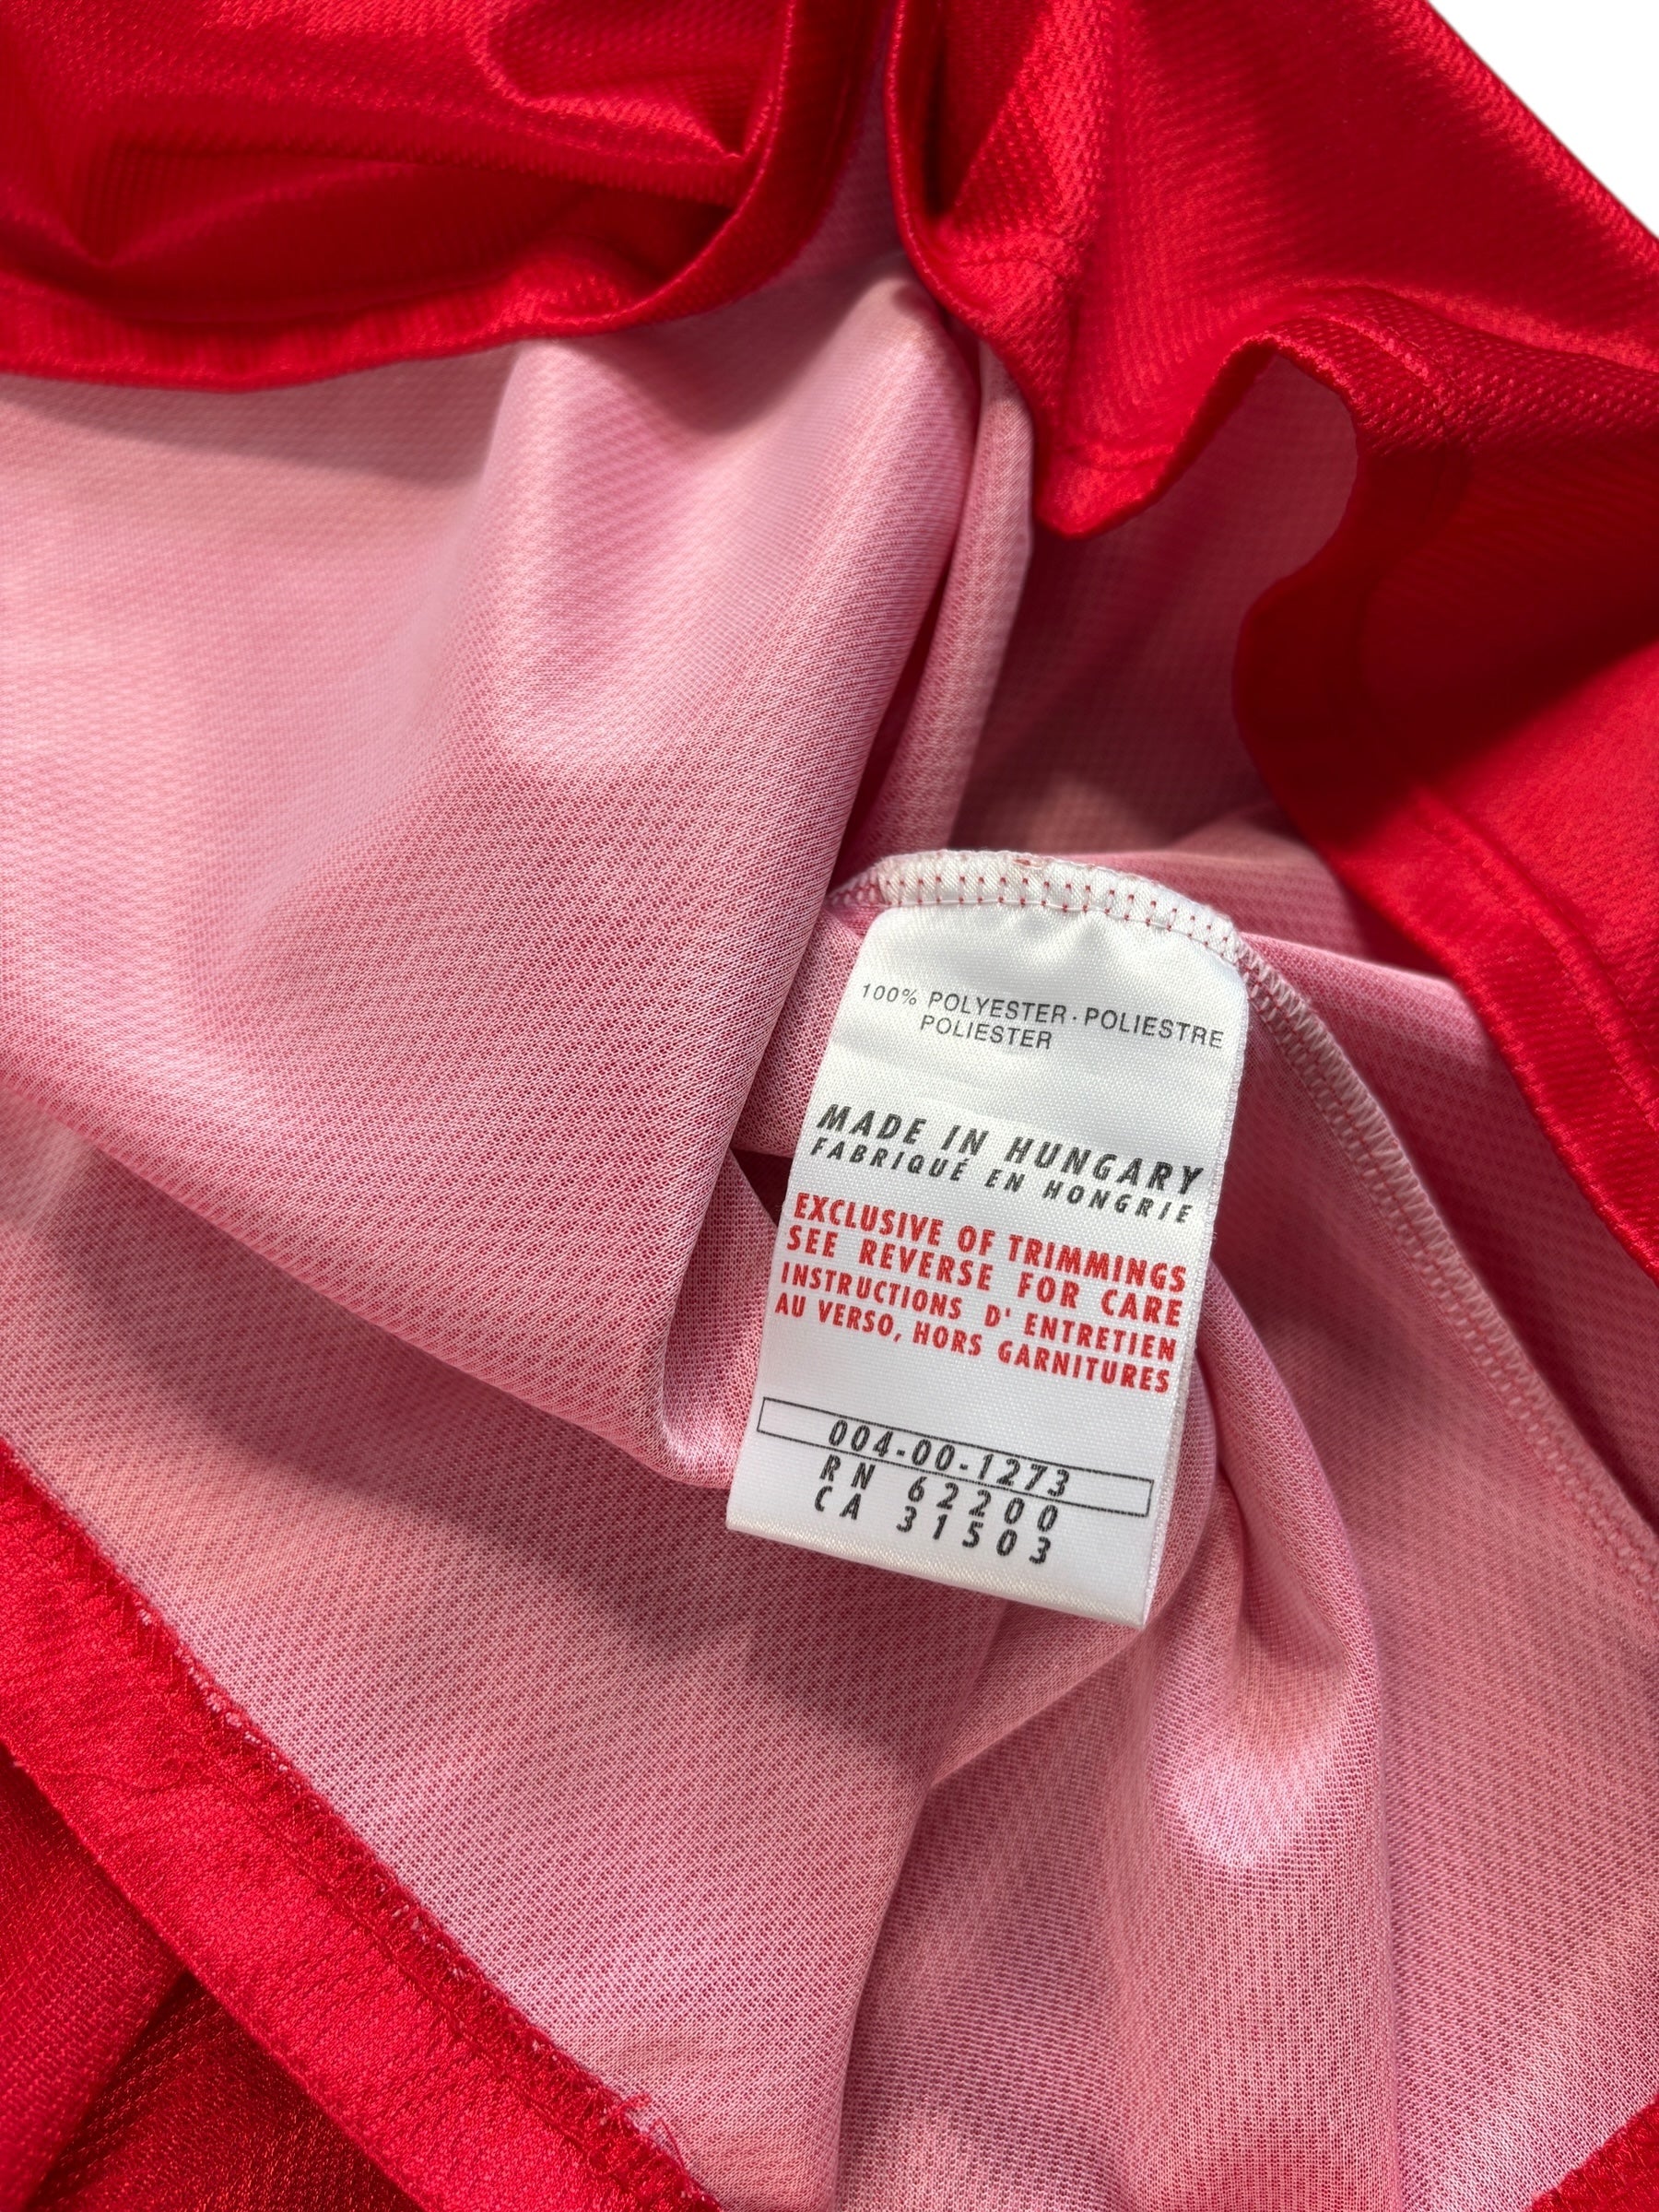 100% POLYESTER · POLIESTRE
POLIESTER
MADE IN HUNGARY
FABRIQUÉ EN HONGRIE
EXCLUSIVE OF TRIMMINGS
SEE REVERSE FOR CARE
INSTRUCTIONS D' ENTRETIEN
AU VERSO, HORS GARNITURES
004-00-1273
RN 62200
CA 31503